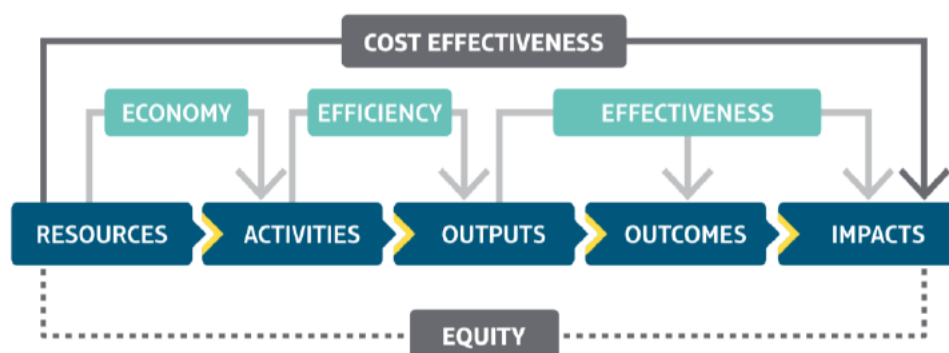 COST EFFECTIVENESS
ECONOMY EFFICIENCY EFFECTIVENESS
RESOURCES ACTIVITIES OUTPUTS OUTCOMES IMPACTS
EQUITY